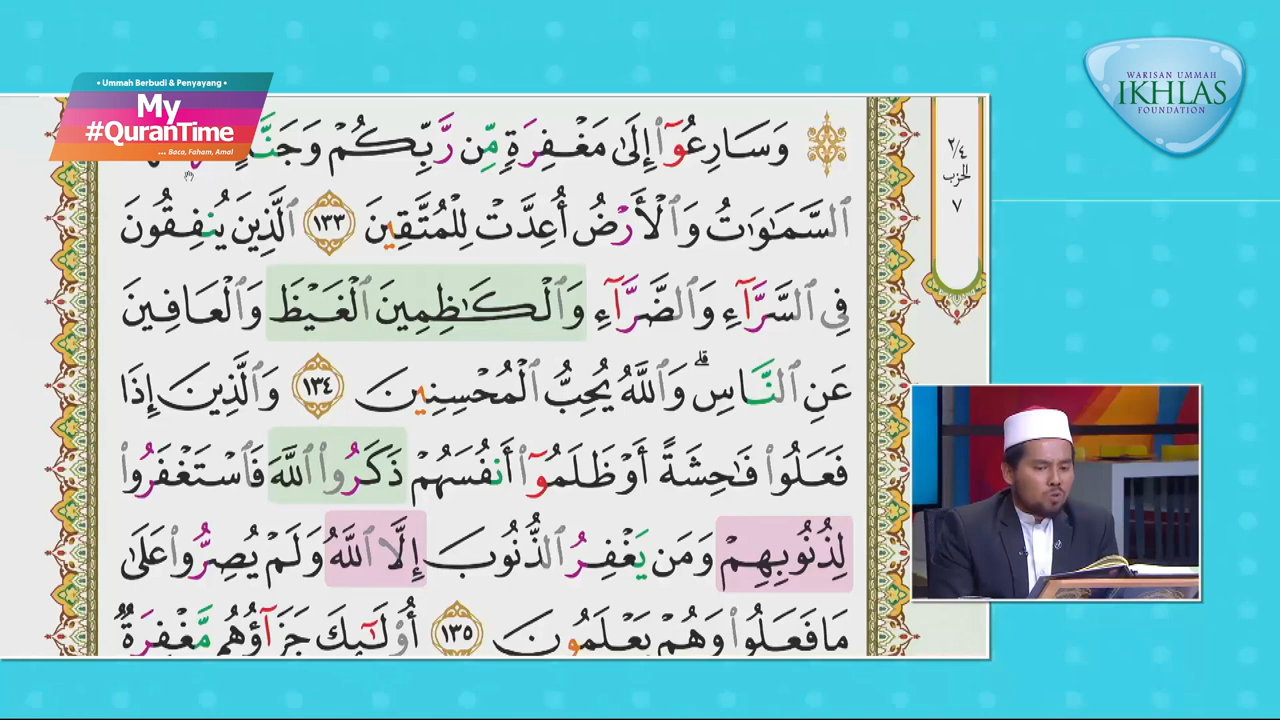 • Ummah Berbudi & Penyayang •
My
#QuranTime
... Baca, Faham, Amal
WARISAN UMMAH
IKHLAS
FOUNDATION
٢/٤
الحزب
٧
۞ وَسَارِعُوٓا۟ إِلَىٰ مَغْفِرَةٍ مِّن رَّبِّكُمْ وَجَنَّةٍ
ٱلسَّمَـٰوَٰتُ وَٱلْأَرْضُ أُعِدَّتْ لِلْمُتَّقِينَ ١٣٣ ٱلَّذِينَ يُنفِقُونَ
فِى ٱلسَّرَّآءِ وَٱلضَّرَّآءِ وَٱلْكَـٰظِمِينَ ٱلْغَيْظَ وَٱلْعَافِينَ
عَنِ ٱلنَّاسِ ۗ وَٱللَّهُ يُحِبُّ ٱلْمُحْسِنِينَ ١٣٤ وَٱلَّذِينَ إِذَا
فَعَلُوا۟ فَـٰحِشَةً أَوْ ظَلَمُوٓا۟ أَنفُسَهُمْ ذَكَرُوا۟ ٱللَّهَ فَٱسْتَغْفَرُوا۟
لِذُنُوبِهِمْ وَمَن يَغْفِرُ ٱلذُّنُوبَ إِلَّا ٱللَّهُ وَلَمْ يُصِرُّوا۟ عَلَىٰ
مَا فَعَلُوا۟ وَهُمْ يَعْلَمُونَ ١٣٥ أُو۟لَـٰٓئِكَ جَزَآؤُهُم مَّغْفِرَةٌ